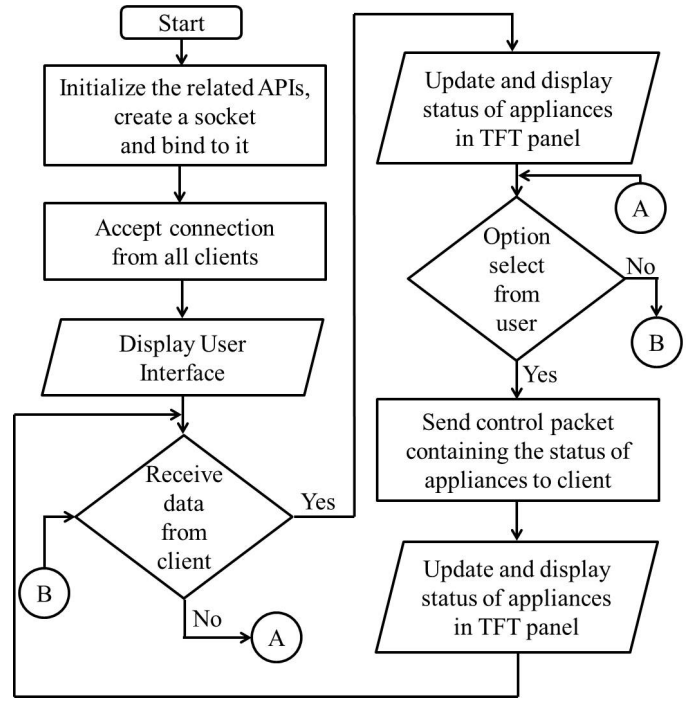 Start
Initialize the related APIs,
create a socket
and bind to it
Accept connection
from all clients
Display User
Interface
Receive
data
from
client
Yes
No
B
A
Update and display
status of appliances
in TFT panel
A
Option
select
from
user
No
B
Yes
Send control packet
containing the status of
appliances to client
Update and display
status of appliances
in TFT panel